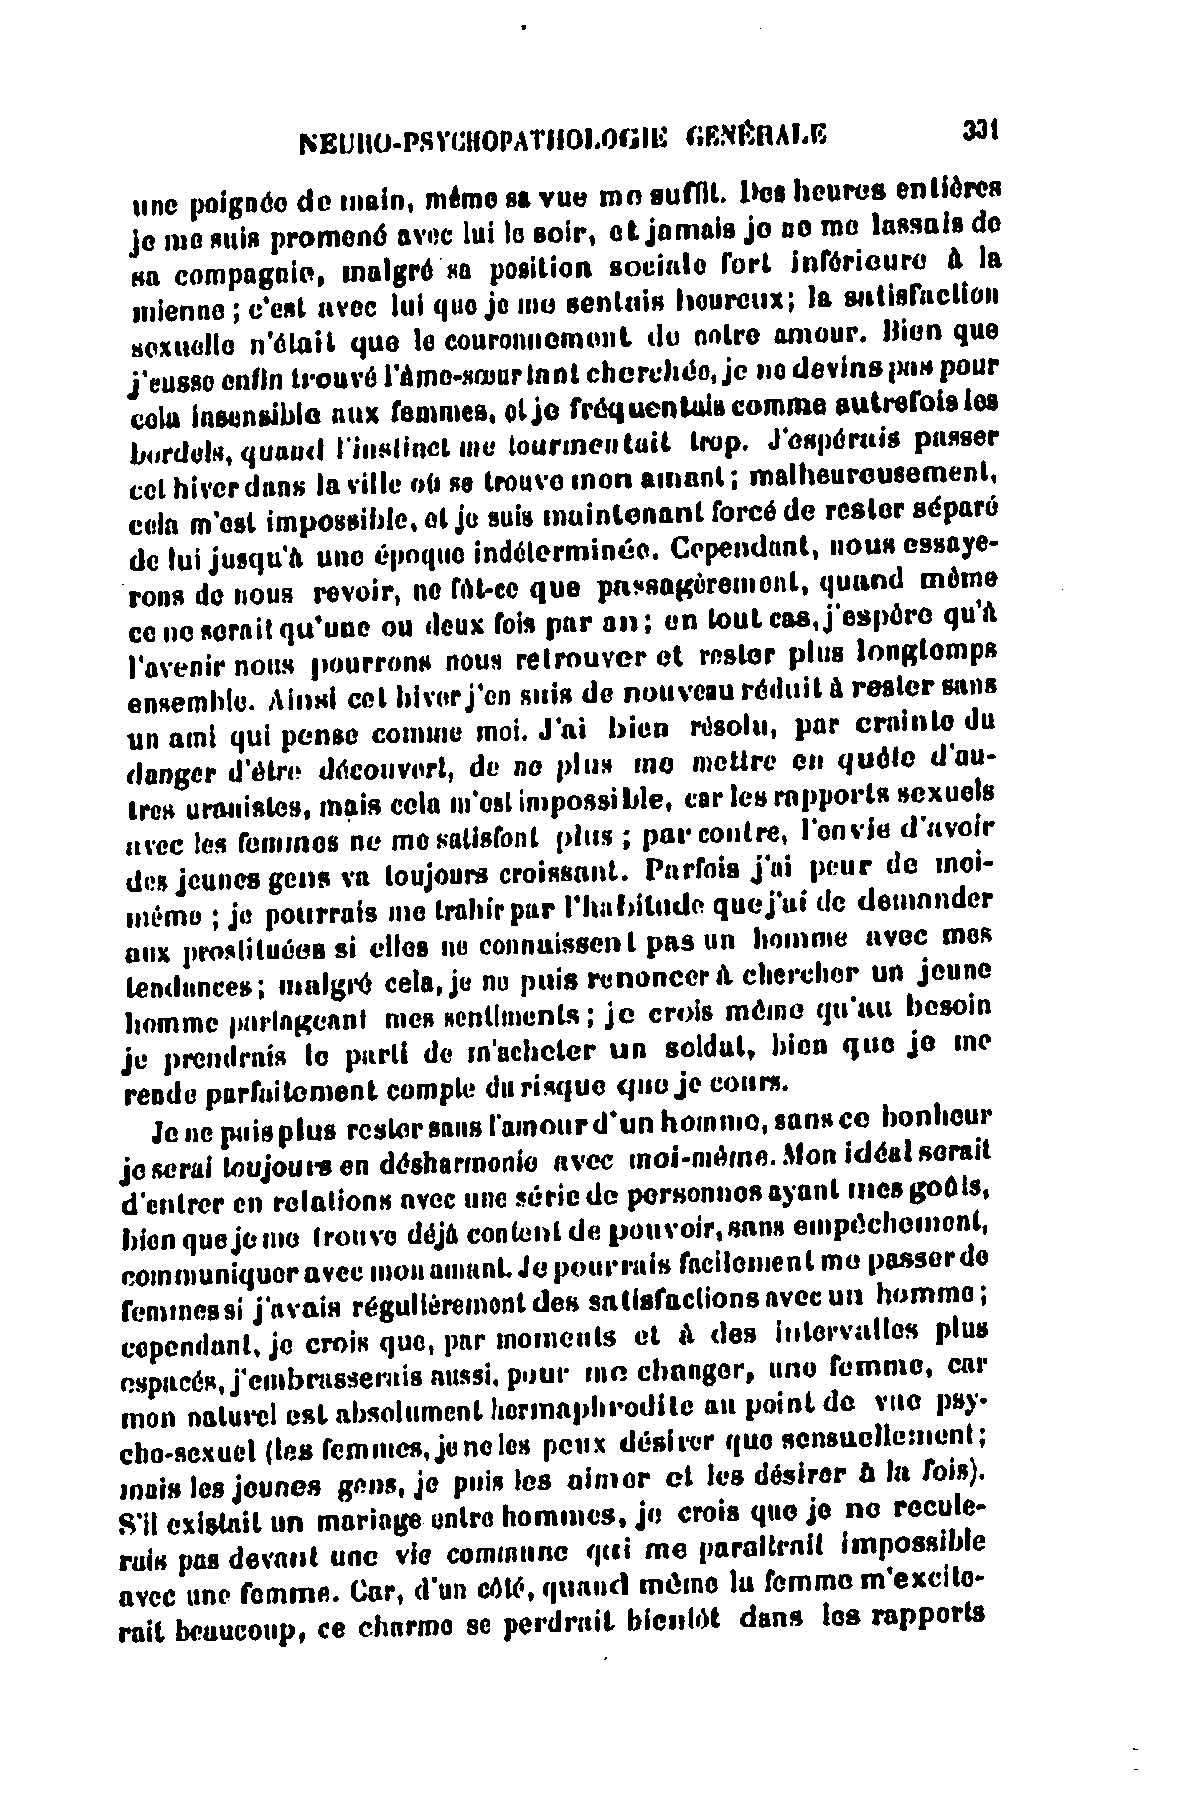 NEURO-PSYCHOPATHOLOGIE GÉNÉRALE 331
une poignée de main, même sa vue me suffit. Des heures entières
je me suis promené avec lui le soir, et jamais je ne me lassais de
sa compagnie, malgré sa position sociale fort inférieure à la
mienne ; c'est avec lui que je me sentais heureux; la satisfaction
sexuelle n'était que le couronnement de notre amour. Bien que
j'eusse enfin trouvé l'âme-sœur tant cherchée, je ne devins pas pour
cela insensible aux femmes, et je fréquentais comme autrefois les
bordels, quand l'instinct me tourmentait trop. J'espérais passer
cet hiver dans la ville où se trouve mon amant ; malheureusement,
cela m'est impossible, et je suis maintenant forcé de rester séparé
de lui jusqu'à une époque indéterminée. Cependant, nous essaye-
rons de nous revoir, ne fût-ce que passagèrement, quand même
ce ne serait qu'une ou deux fois par an ; en tout cas, j'espère qu'à
l'avenir nous pourrons nous retrouver et rester plus longtemps
ensemble. Ainsi cet hiver j'en suis de nouveau réduit à rester sans
un ami qui pense comme moi. J'ai bien résolu, par crainte du
danger d'être découvert, de ne plus me mettre en quête d'au-
tres uranistes, mais cela m'est impossible, car les rapports sexuels
avec les femmes ne me satisfont plus ; par contre, l'envie d'avoir
des jeunes gens va toujours croissant. Parfois j'ai peur de moi-
même ; je pourrais me trahir par l'habitude que j'ai de demander
aux prostituées si elles ne connaissent pas un homme avec mes
tendances ; malgré cela, je ne puis renoncer à chercher un jeune
homme partageant mes sentiments ; je crois même qu'au besoin
je prendrais le parti de m'acheter un soldat, bien que je me
rende parfaitement compte du risque que je cours.
Je ne puis plus rester sans l'amour d'un homme, sans ce bonheur
je serai toujours en désharmonie avec moi-même. Mon idéal serait
d'entrer en relations avec une série de personnes ayant mes goûts,
bien que je me trouve déjà content de pouvoir, sans empêchement,
communiquer avec mon amant. Je pourrais facilement me passer de
femmes si j'avais régulièrement des satisfactions avec un homme ;
cependant, je crois que, par moments et à des intervalles plus
espacés, j'embrasserais aussi, pour me changer, une femme, car
mon naturel est absolument hermaphrodite au point de vue psy-
cho-sexuel (les femmes, je ne les peux désirer que sensuellement ;
mais les jeunes gens, je puis les aimer et les désirer à la fois).
S'il existait un mariage entre hommes, je crois que je ne recule-
rais pas devant une vie commune qui me paraîtrait impossible
avec une femme. Car, d'un côté, quand même la femme m'excite-
rait beaucoup, ce charme se perdrait bientôt dans les rapports